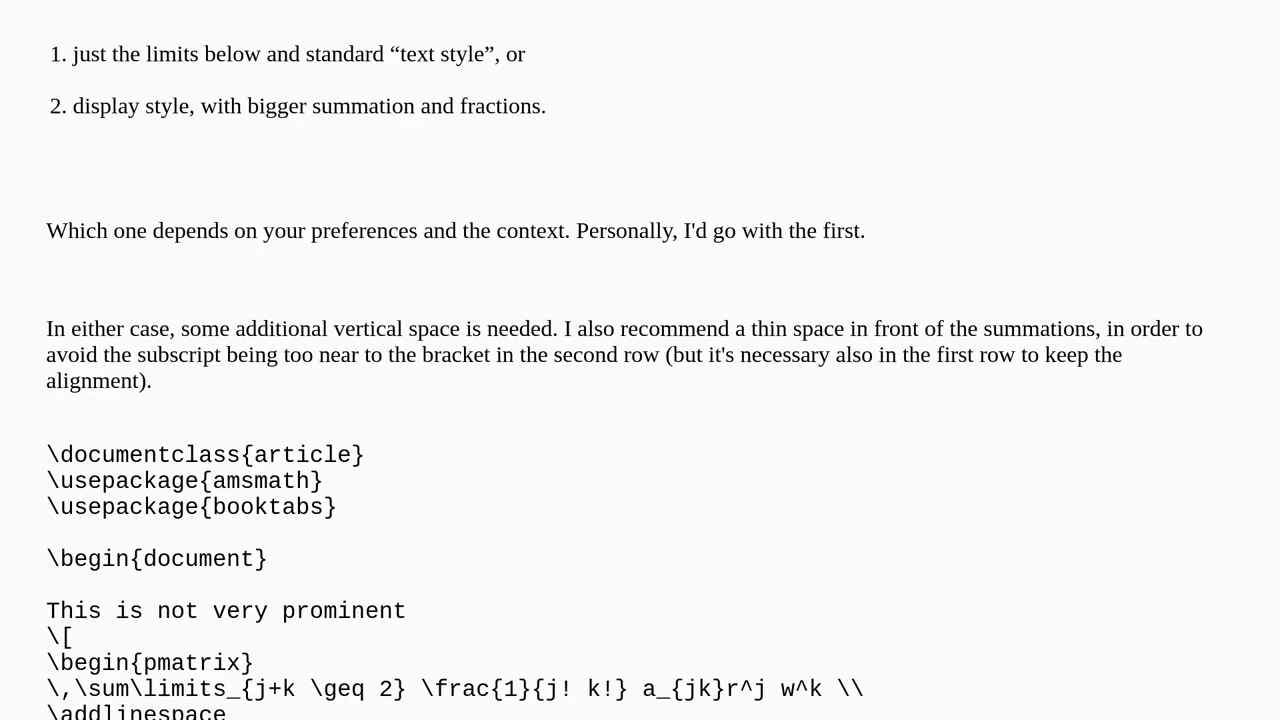 1. just the limits below and standard “text style”, or
2. display style, with bigger summation and fractions.
Which one depends on your preferences and the context. Personally, I'd go with the first.
In either case, some additional vertical space is needed. I also recommend a thin space in front of the summations, in order to
avoid the subscript being too near to the bracket in the second row (but it's necessary also in the first row to keep the
alignment).
\documentclass{article}
\usepackage{amsmath}
\usepackage{booktabs}
\begin{document}
This is not very prominent
\[
\begin{pmatrix}
\,\sum\limits_{j+k \geq 2} \frac{1}{j! k!} a_{jk}r^j w^k \\
\addlinespace